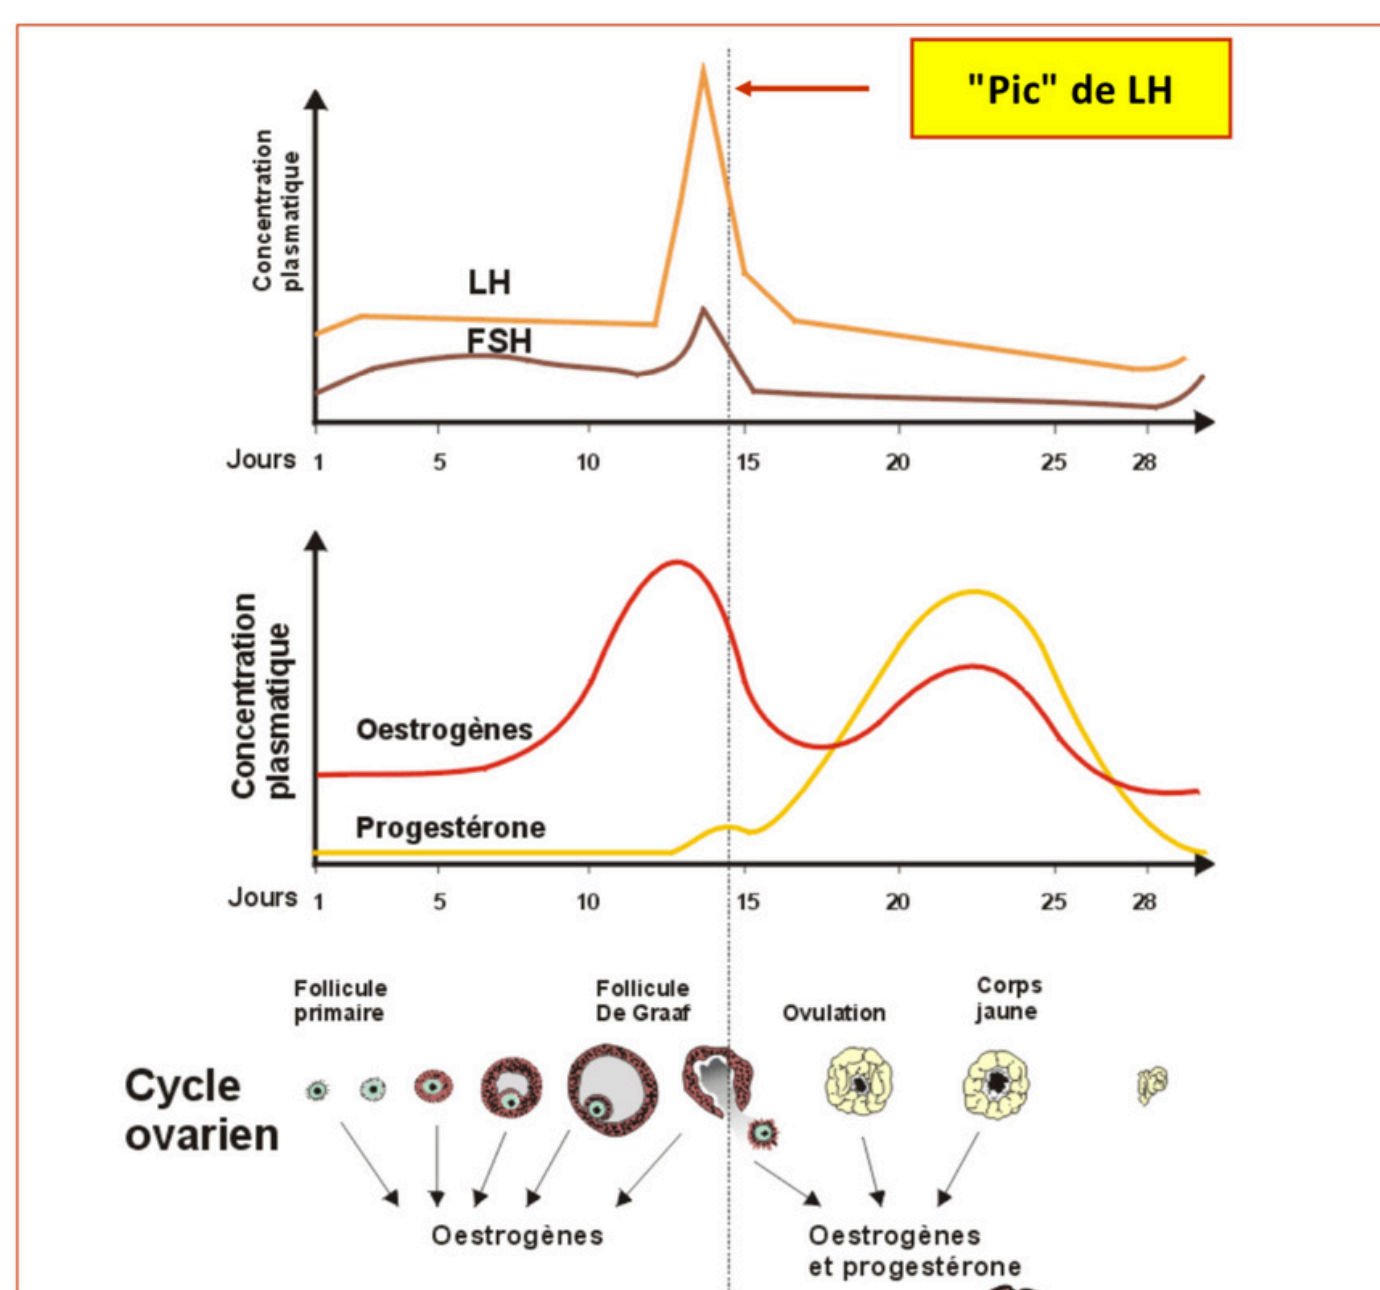 "Pic" de LH
Concentration
plasmatique
LH
FSH
Jours 1 5 10 15 20 25 28
Concentration
plasmatique
Oestrogènes
Progestérone
Jours 1 5 10 15 20 25 28
Follicule
primaire
Follicule
De Graaf
Ovulation
Corps
jaune
Cycle
ovarien
Oestrogènes
Oestrogènes
et progestérone